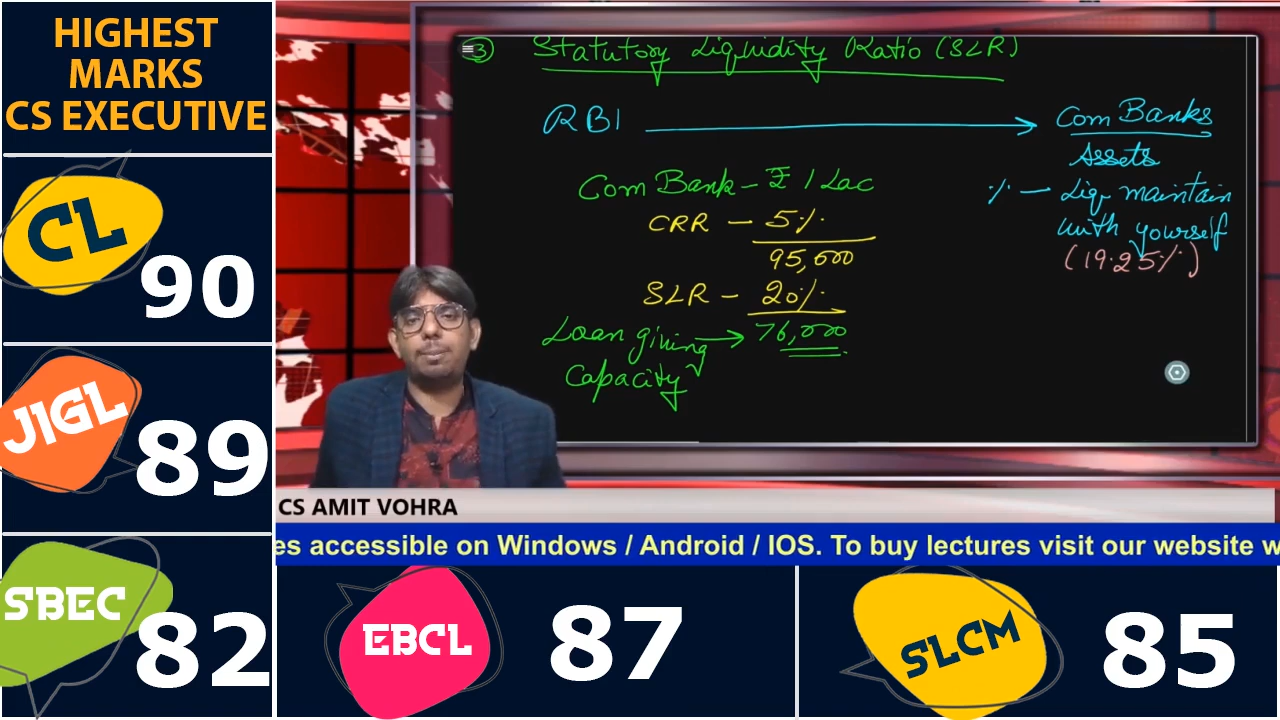 HIGHEST
MARKS
CS EXECUTIVE
CL
90
JIGL
89
SBEC
82
EBCL
87
SLCM
85
3 Statutory Liquidity Ratio (SLR)
RBI
Com Banks
Assets
% — Liq. maintain
with yourself
(19.25%)
Com Bank - ₹ 1 Lac
CRR - 5%
95,000
SLR - 20%
Loan giving → 76,000
Capacity
CS AMIT VOHRA
es accessible on Windows / Android / IOS. To buy lectures visit our website w